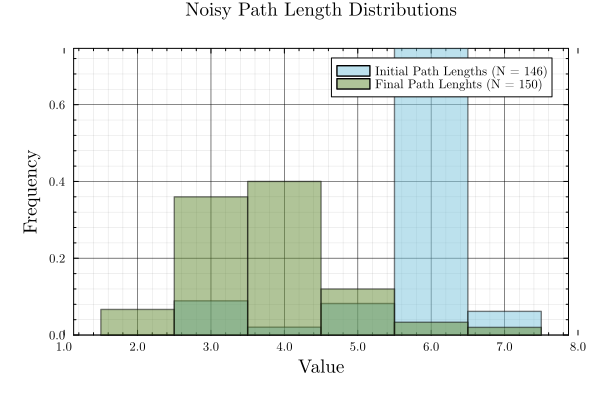 Noisy Path Length Distributions
Initial Path Lengths (N = 146)
Final Path Lenghts (N = 150)
Frequency
0.6
0.4
0.2
0.0
1.0 2.0 3.0 4.0 5.0 6.0 7.0 8.0
Value